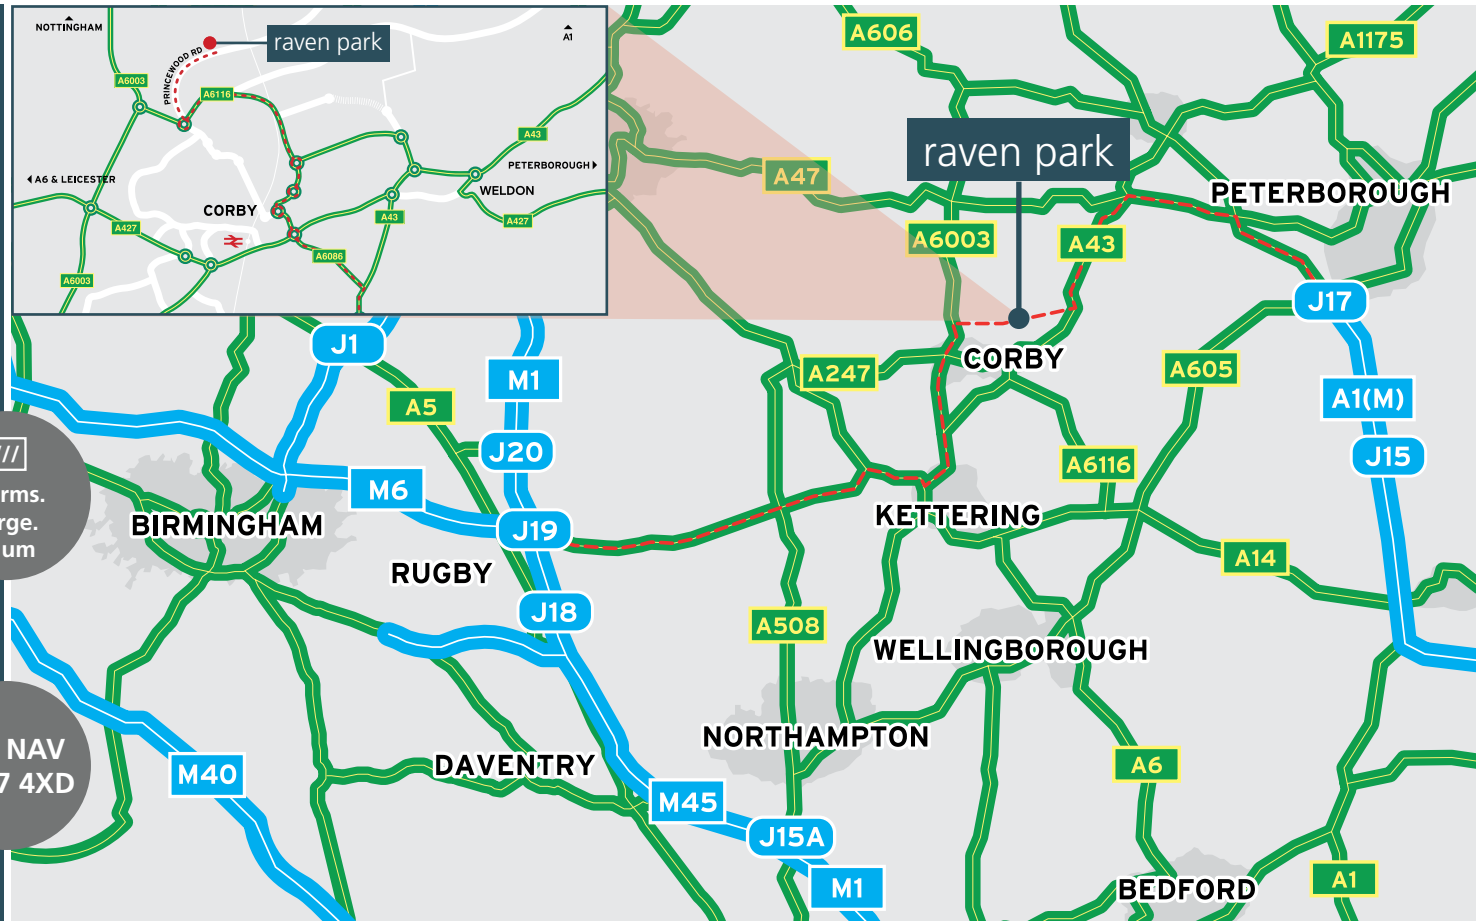 NOTTINGHAM
raven park
A1
PRINCEWOOD RD
A6003
A6116
A43
PETERBOROUGH
A6 & LEICESTER
WELDON
CORBY
A427
A43
A427
A6086
A6003
A606
A1175
raven park
A47
PETERBOROUGH
A6003
A43
J17
J1
CORBY
A247
A605
M1
A5
A1(M)
J20
J15
A6116
M6
///
rms.
rge.
um
BIRMINGHAM
J19
KETTERING
A14
RUGBY
J18
A508
WELLINGBOROUGH
NORTHAMPTON
NAV
7 4XD
DAVENTRY
M40
A6
M45
J15A
M1
BEDFORD
A1